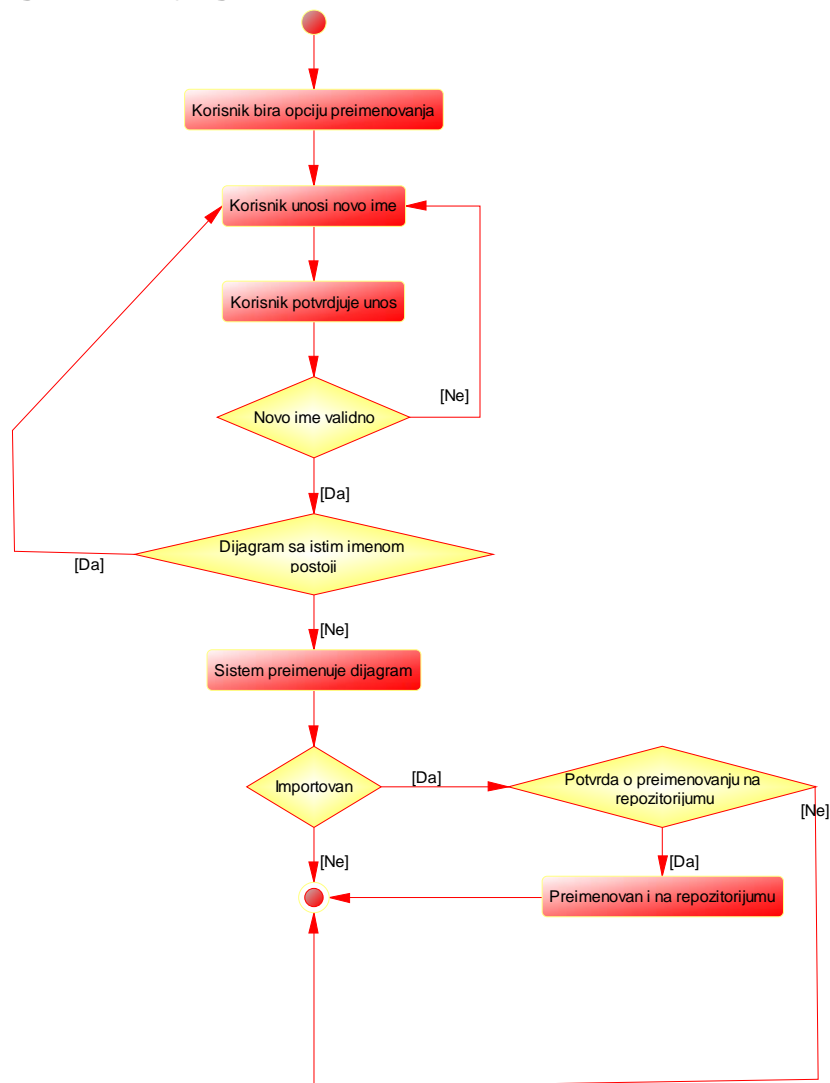 Korisnik bira opciju preimenovanja
Korisnik unosi novo ime
Korisnik potvrdjuje unos
[Ne]
Novo ime validno
[Da]
Dijagram sa istim imenom
postoji
[Da]
[Ne]
Sistem preimenuje dijagram
Importovan
[Da]
Potvrda o preimenovanju na
repozitorijumu
[Ne]
[Ne]
[Da]
Preimenovan i na repozitorijumu